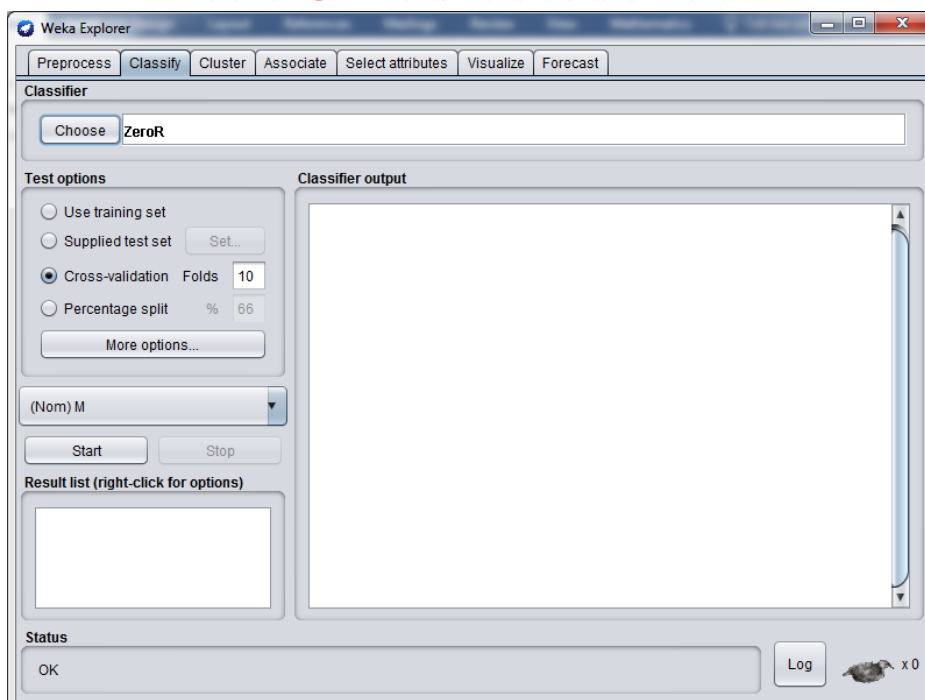 Weka Explorer
Preprocess Classify Cluster Associate Select attributes Visualize Forecast
Classifier
Choose ZeroR
Test options
Use training set
Supplied test set Set...
Cross-validation Folds 10
Percentage split % 66
More options...
(Nom) M
Start Stop
Result list (right-click for options)
Classifier output
Status
OK
Log x 0